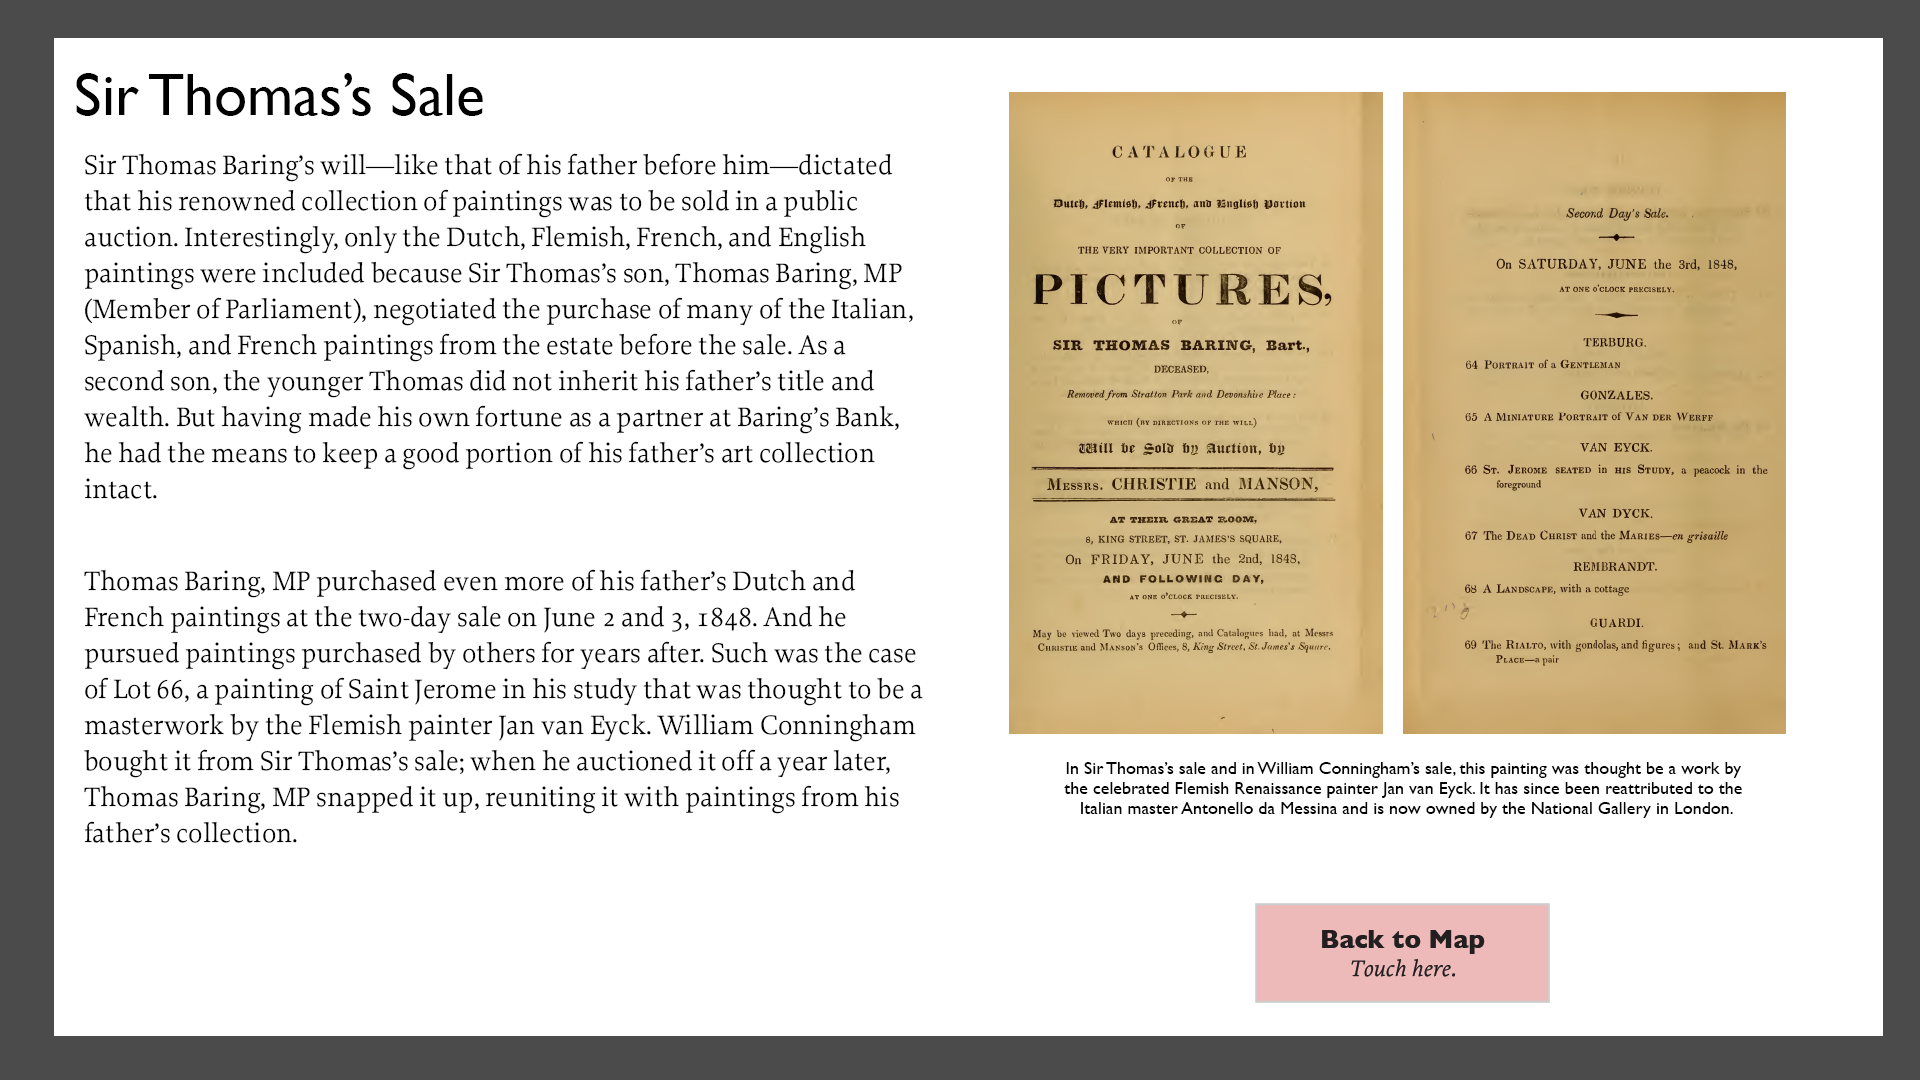 Sir Thomas’s Sale
Sir Thomas Baring’s will—like that of his father before him—dictated
that his renowned collection of paintings was to be sold in a public
auction. Interestingly, only the Dutch, Flemish, French, and English
paintings were included because Sir Thomas’s son, Thomas Baring, MP
(Member of Parliament), negotiated the purchase of many of the Italian,
Spanish, and French paintings from the estate before the sale. As a
second son, the younger Thomas did not inherit his father’s title and
wealth. But having made his own fortune as a partner at Baring’s Bank,
he had the means to keep a good portion of his father’s art collection
intact.
Thomas Baring, MP purchased even more of his father’s Dutch and
French paintings at the two-day sale on June 2 and 3, 1848. And he
pursued paintings purchased by others for years after. Such was the case
of Lot 66, a painting of Saint Jerome in his study that was thought to be a
masterwork by the Flemish painter Jan van Eyck. William Conningham
bought it from Sir Thomas’s sale; when he auctioned it off a year later,
Thomas Baring, MP snapped it up, reuniting it with paintings from his
father’s collection.
CATALOGUE
OF THE
Dutch, Flemish, French, and English Portion
OF
THE VERY IMPORTANT COLLECTION OF
PICTURES,
OF
SIR THOMAS BARING, Bart.,
DECEASED,
Removed from Stratton Park and Devonshire Place:
WHICH (BY DIRECTIONS OF THE WILL)
Will be Sold by Auction, by
MESSRS. CHRISTIE and MANSON,
AT THEIR GREAT ROOM,
8, KING STREET, ST. JAMES'S SQUARE,
On FRIDAY, JUNE the 2nd, 1848,
AND FOLLOWING DAY,
AT ONE O'CLOCK PRECISELY.
May be viewed Two days preceding, and Catalogues had, at Messrs
CHRISTIE and MANSON'S Offices, 8, King Street, St. James's Square.
Second Day's Sale.
On SATURDAY, JUNE the 3rd, 1848,
AT ONE O'CLOCK PRECISELY.
TERBURG.
64 PORTRAIT of a GENTLEMAN
GONZALES.
65 A MINIATURE PORTRAIT of VAN DER WERFF
VAN EYCK.
66 ST. JEROME SEATED in HIS STUDY, a peacock in the
foreground
VAN DYCK.
67 The DEAD CHRIST and the MARIES—en grisaille
REMBRANDT.
68 A LANDSCAPE, with a cottage
GUARDI.
69 The RIALTO, with gondolas, and figures; and ST. MARK'S
PLACE—a pair
In Sir Thomas’s sale and in William Conningham’s sale, this painting was thought be a work by
the celebrated Flemish Renaissance painter Jan van Eyck. It has since been reattributed to the
Italian master Antonello da Messina and is now owned by the National Gallery in London.
Back to Map
Touch here.